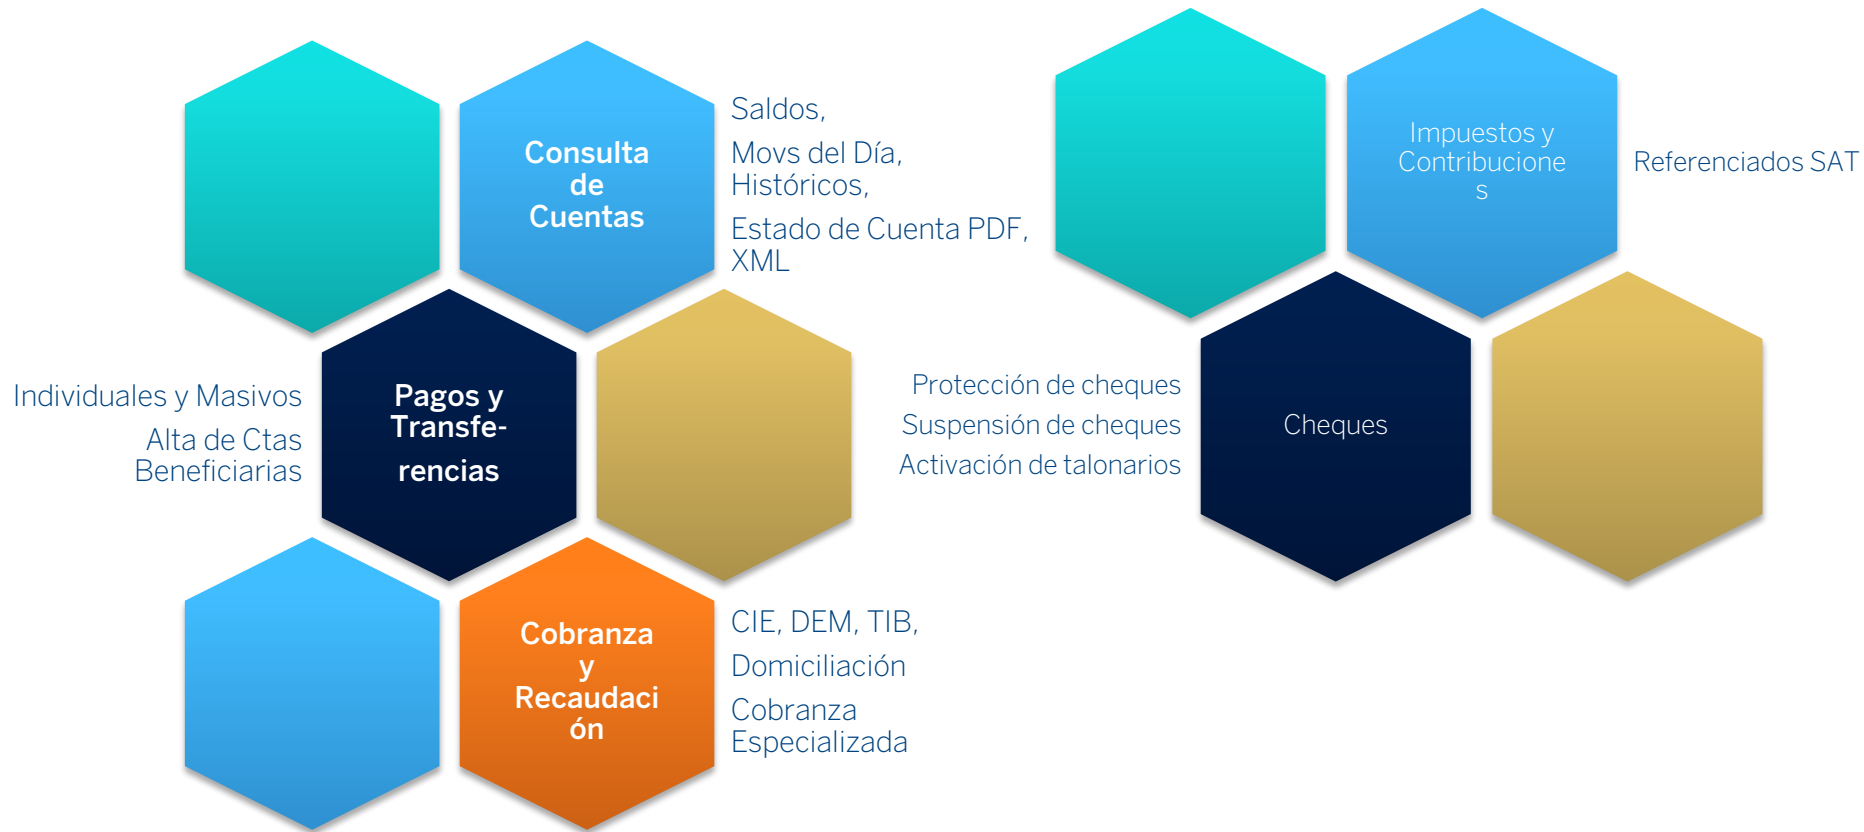 Consulta
de
Cuentas
Saldos,
Movs del Día,
Históricos,
Estado de Cuenta PDF,
XML
Individuales y Masivos
Alta de Ctas
Beneficiarias
Pagos y
Transfe-
rencias
Cobranza
y
Recaudaci
ón
CIE, DEM, TIB,
Domiciliación
Cobranza
Especializada
Impuestos y
Contribucione
s
Referenciados SAT
Protección de cheques
Suspensión de cheques
Activación de talonarios
Cheques